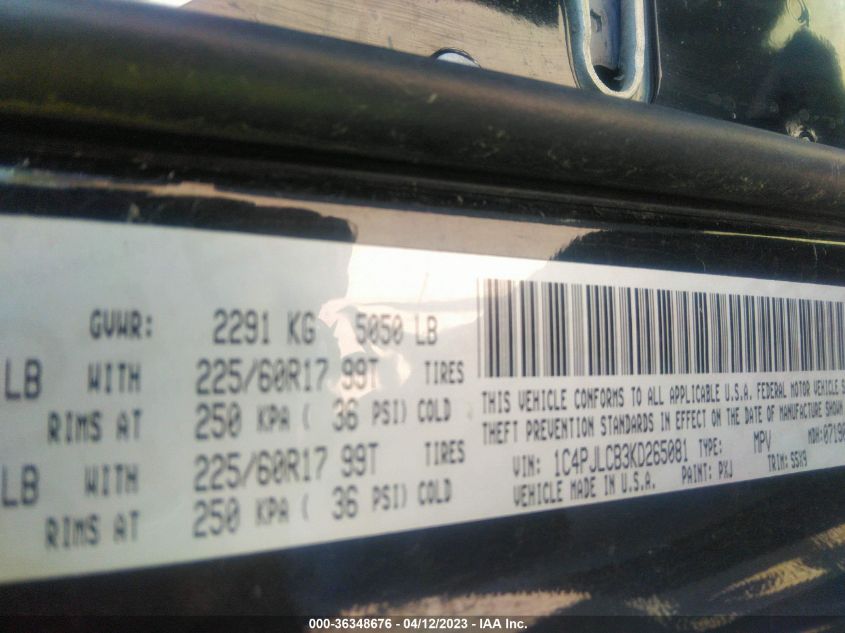 GVWR: 2291 KG 5050 LB
LB WITH 225/60R17 99T TIRES
RIMS AT 250 KPA ( 36 PSI) COLD
LB WITH 225/60R17 99T TIRES
RIMS AT 250 KPA ( 36 PSI) COLD
THIS VEHICLE CONFORMS TO ALL APPLICABLE U.S.A. FEDERAL MOTOR VEHICLE S
THEFT PREVENTION STANDARDS IN EFFECT ON THE DATE OF MANUFACTURE SHOWN
VIN: 1C4PJLCB3KD265081 TYPE: MPV MDH: 07190
VEHICLE MADE IN U.S.A. PAINT: PXJ TRIM: S5X9
000-36348676 - 04/12/2023 - IAA Inc.